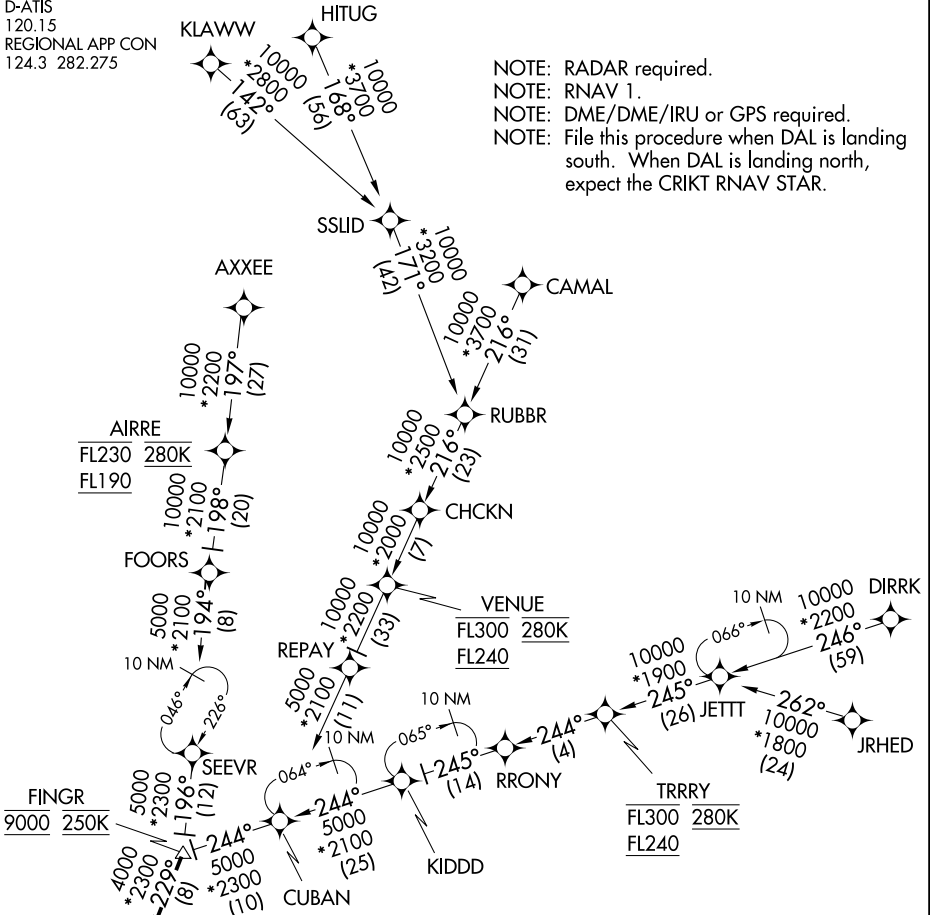 D-ATIS
120.15
REGIONAL APP CON
124.3 282.275
KLAWW
HITUG
10000
*2800
142°
(63)
10000
*3700
168°
(56)
NOTE: RADAR required.
NOTE: RNAV 1.
NOTE: DME/DME/IRU or GPS required.
NOTE: File this procedure when DAL is landing
south. When DAL is landing north,
expect the CRIKT RNAV STAR.
SSLID
10000
*3200
171°
(42)
AXXEE
CAMAL
10000
*3700
216°
(31)
10000
*2200
197°
(27)
RUBBR
AIRRE
FL230 280K
FL190
10000
*2500
216°
(23)
10000
*2100
198°
(20)
CHCKN
10000
*2000
(7)
FOORS
VENUE
FL300 280K
FL240
10000
*2200
(33)
5000
*2100
194°
(8)
DIRRK
10 NM
066°
10000
*2200
246°
(59)
REPAY
5000
*2100
(11)
10 NM
046°
226°
10000
*1900
245°
(26)
JETTT
262°
10000
*1800
(24)
JRHED
10 NM
065°
244°
(4)
RRONY
245°
(14)
SEEVR
10 NM
064°
TRRRY
FL300 280K
FL240
FINGR
9000 250K
5000
*2300
196°
(12)
244°
5000
*2100
(25)
KIDDD
244°
5000
*2300
(10)
CUBAN
4000
*2300
229°
(8)